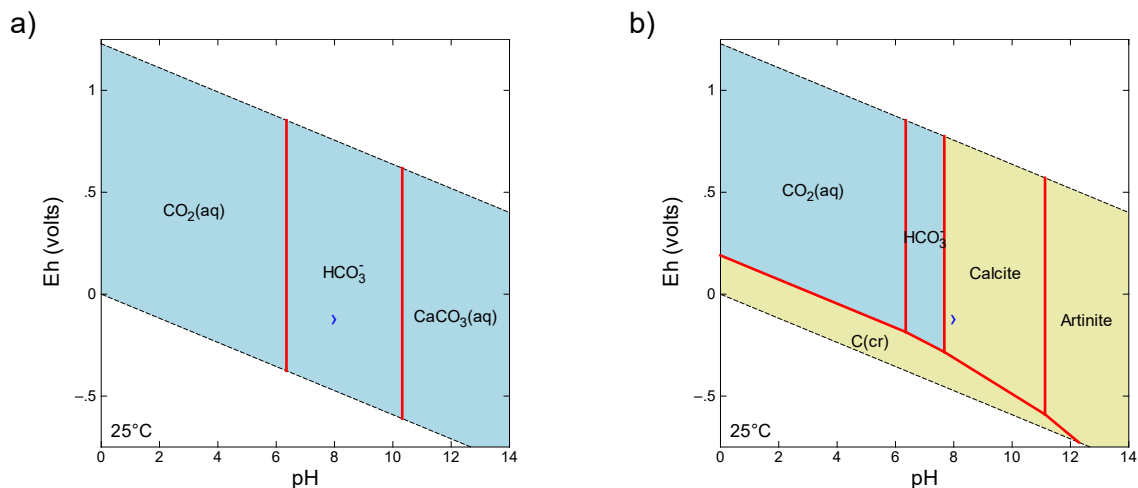 a)
1
.5
0
–.5
Eh (volts)
CO₂(aq)
HCO₃⁻
CaCO₃(aq)
25°C
0 2 4 6 8 10 12 14
pH
b)
1
.5
0
–.5
Eh (volts)
CO₂(aq)
HCO₃⁻
Calcite
Artinite
C(cr)
25°C
0 2 4 6 8 10 12 14
pH